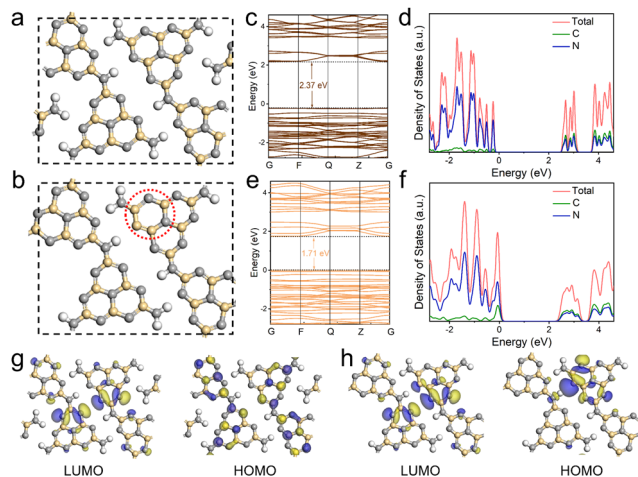 a
c
d
Energy (eV)
4
2
0
-2
2.37 eV
G F Q Z G
Density of States (a.u.)
Total
C
N
-2 0 2 4
Energy (eV)
b
e
f
Energy (eV)
4
2
0
-2
1.71 eV
G F Q Z G
Density of States (a.u.)
Total
C
N
-2 0 2 4
Energy (eV)
g
h
LUMO HOMO LUMO HOMO